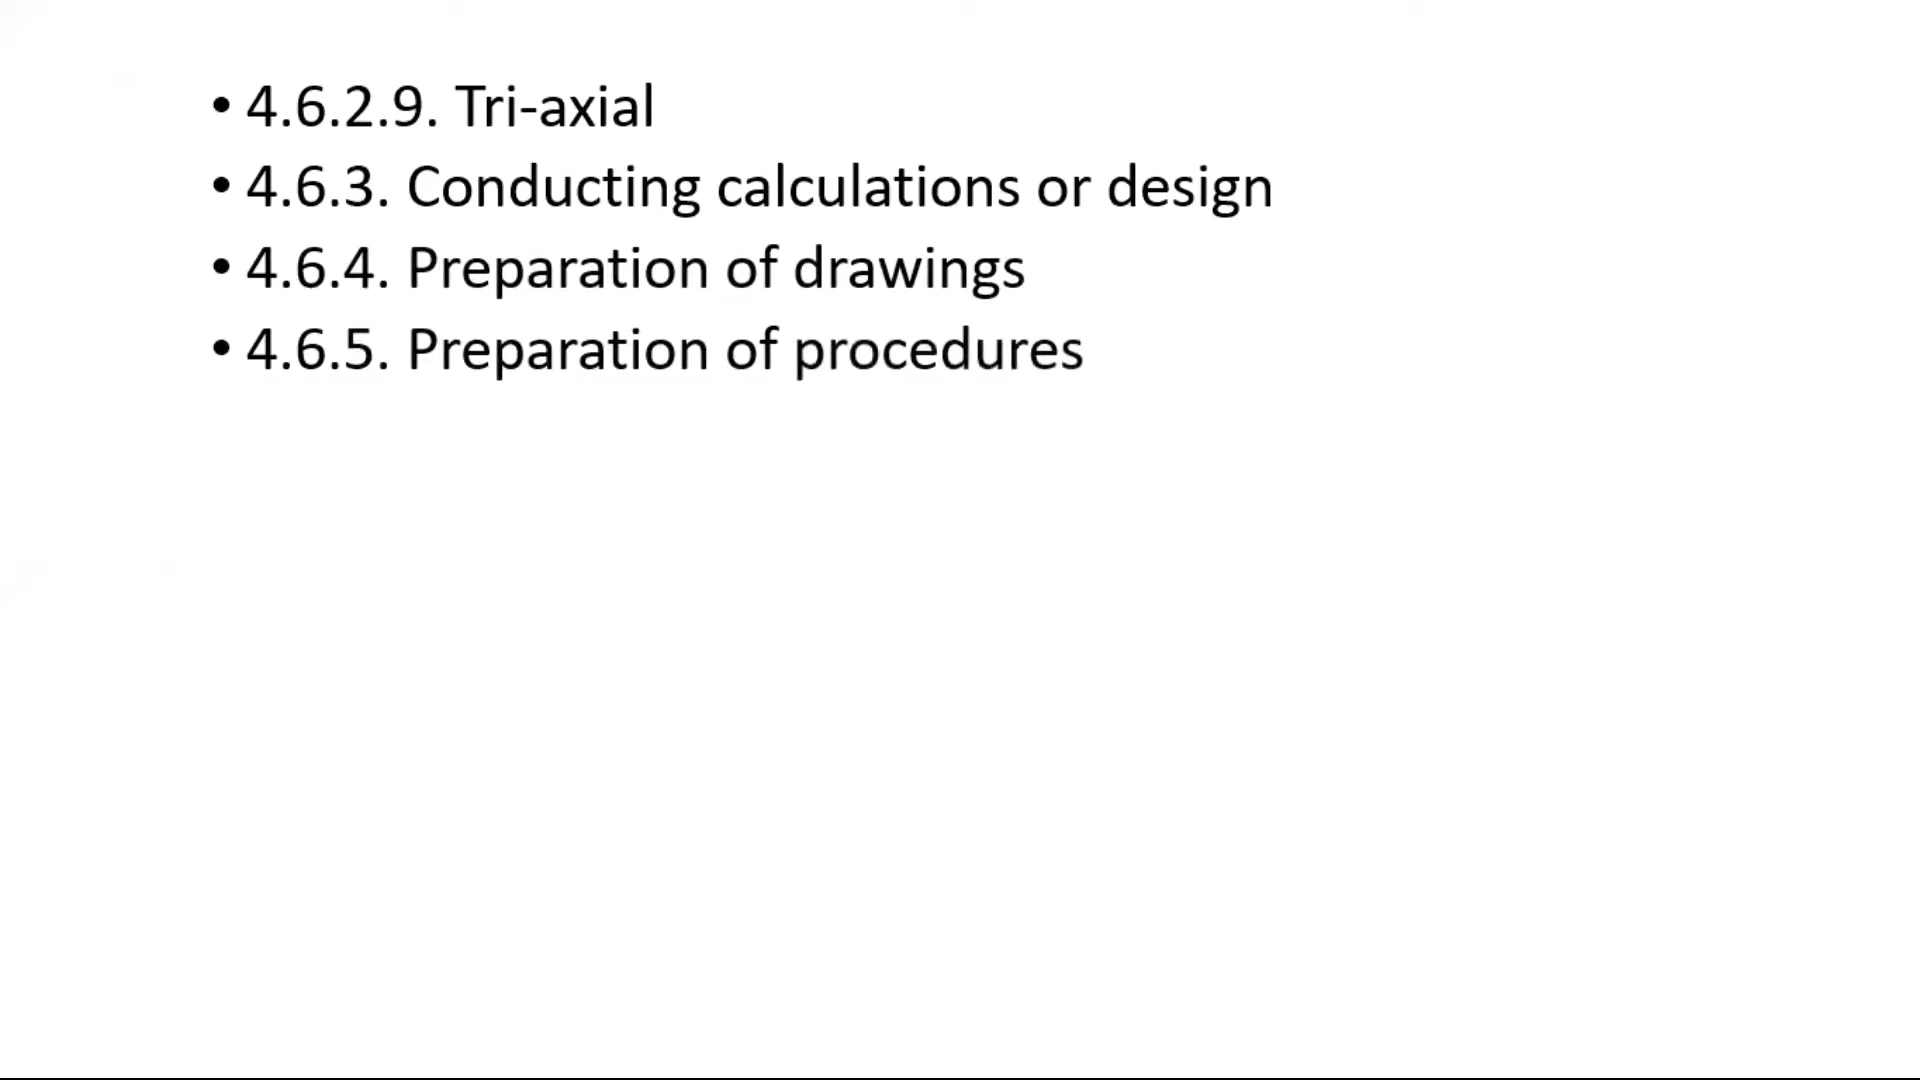 • 4.6.2.9. Tri-axial
• 4.6.3. Conducting calculations or design
• 4.6.4. Preparation of drawings
• 4.6.5. Preparation of procedures